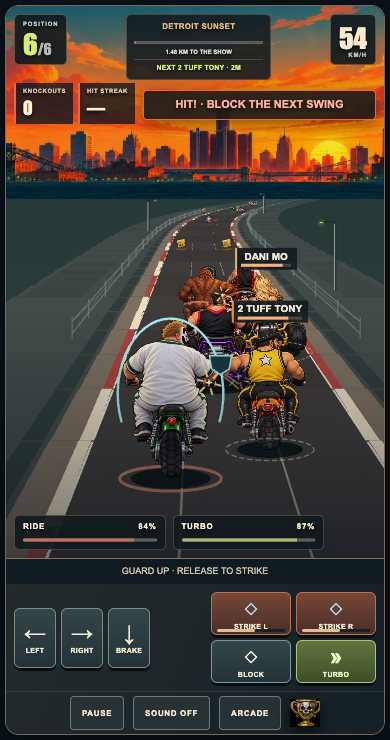 POSITION
6/6
DETROIT SUNSET
1.48 KM TO THE SHOW
NEXT 2 TUFF TONY · 2M
54
KM/H
KNOCKOUTS
0
HIT STREAK
—
HIT! · BLOCK THE NEXT SWING
DANI MO
2 TUFF TONY
RIDE 84%
TURBO 87%
GUARD UP · RELEASE TO STRIKE
← LEFT
→ RIGHT
↓ BRAKE
◇ STRIKE L
◇ STRIKE R
◇ BLOCK
» TURBO
PAUSE
SOUND OFF
ARCADE